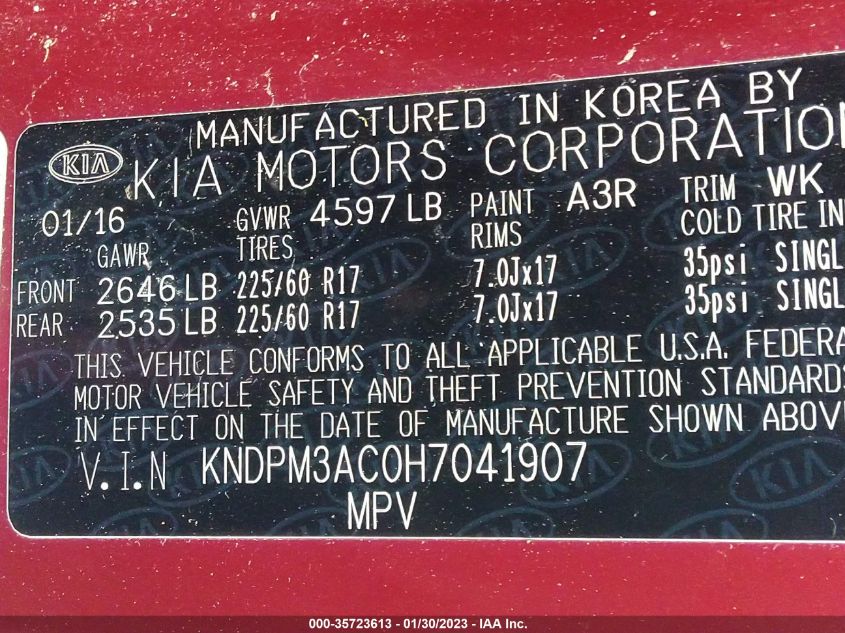 MANUFACTURED IN KOREA BY
KIA KIA MOTORS CORPORATION
01/16 GVWR 4597 LB PAINT A3R TRIM WK
GAWR TIRES RIMS COLD TIRE IN
FRONT 2646 LB 225/60 R17 7.0Jx17 35psi SINGL
REAR 2535 LB 225/60 R17 7.0Jx17 35psi SINGL
THIS VEHICLE CONFORMS TO ALL APPLICABLE U.S.A. FEDERA
MOTOR VEHICLE SAFETY AND THEFT PREVENTION STANDARDS
IN EFFECT ON THE DATE OF MANUFACTURE SHOWN ABOV
V.I.N KNDPM3AC0H7041907
MPV
000-35723613 - 01/30/2023 - IAA Inc.